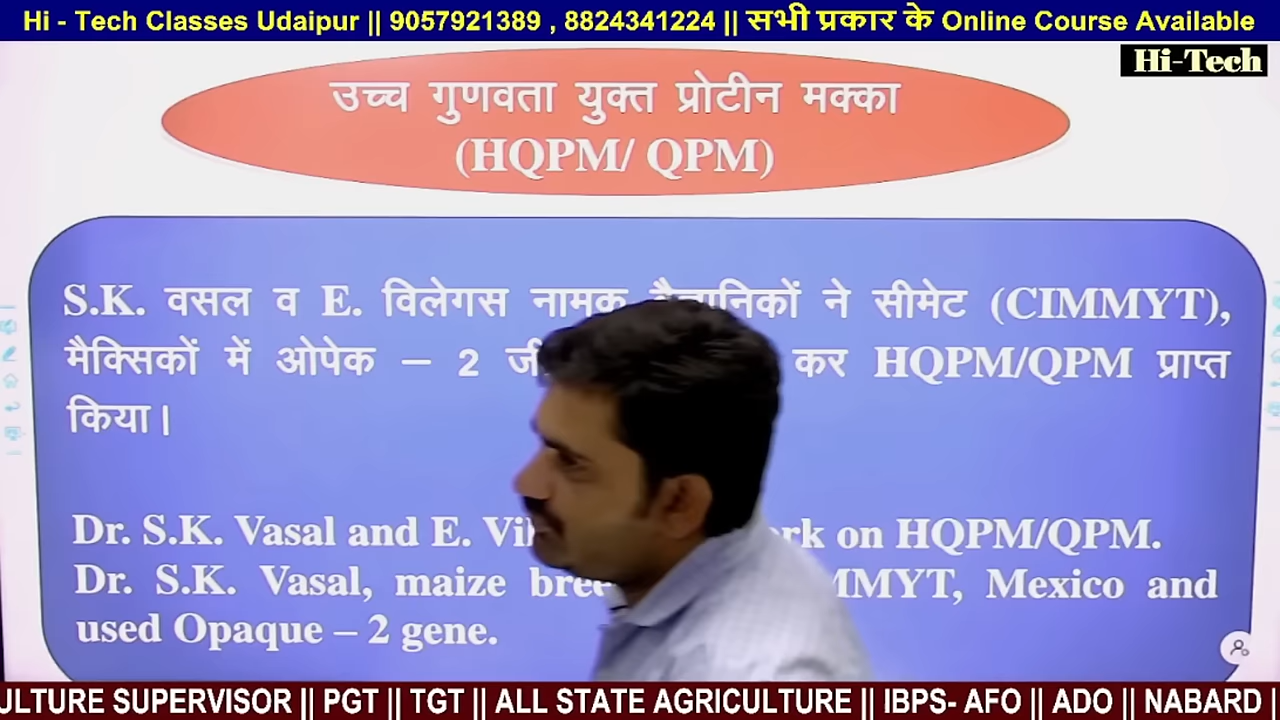 Hi - Tech Classes Udaipur || 9057921389 , 8824341224 || सभी प्रकार के Online Course Available
Hi-Tech
उच्च गुणवता युक्त प्रोटीन मक्का
(HQPM/ QPM)
S.K. वसल व E. विलेगस नामक वैज्ञानिकों ने सीमेट (CIMMYT),
मैक्सिकों में ओपेक – 2 कर HQPM/QPM प्राप्त
किया।
Dr. S.K. Vasal and E. on HQPM/QPM.
Dr. S.K. Vasal, maize Mexico and
used Opaque – 2 gene.
ULTURE SUPERVISOR || PGT || TGT || ALL STATE AGRICULTURE || IBPS- AFO || ADO || NABARD |